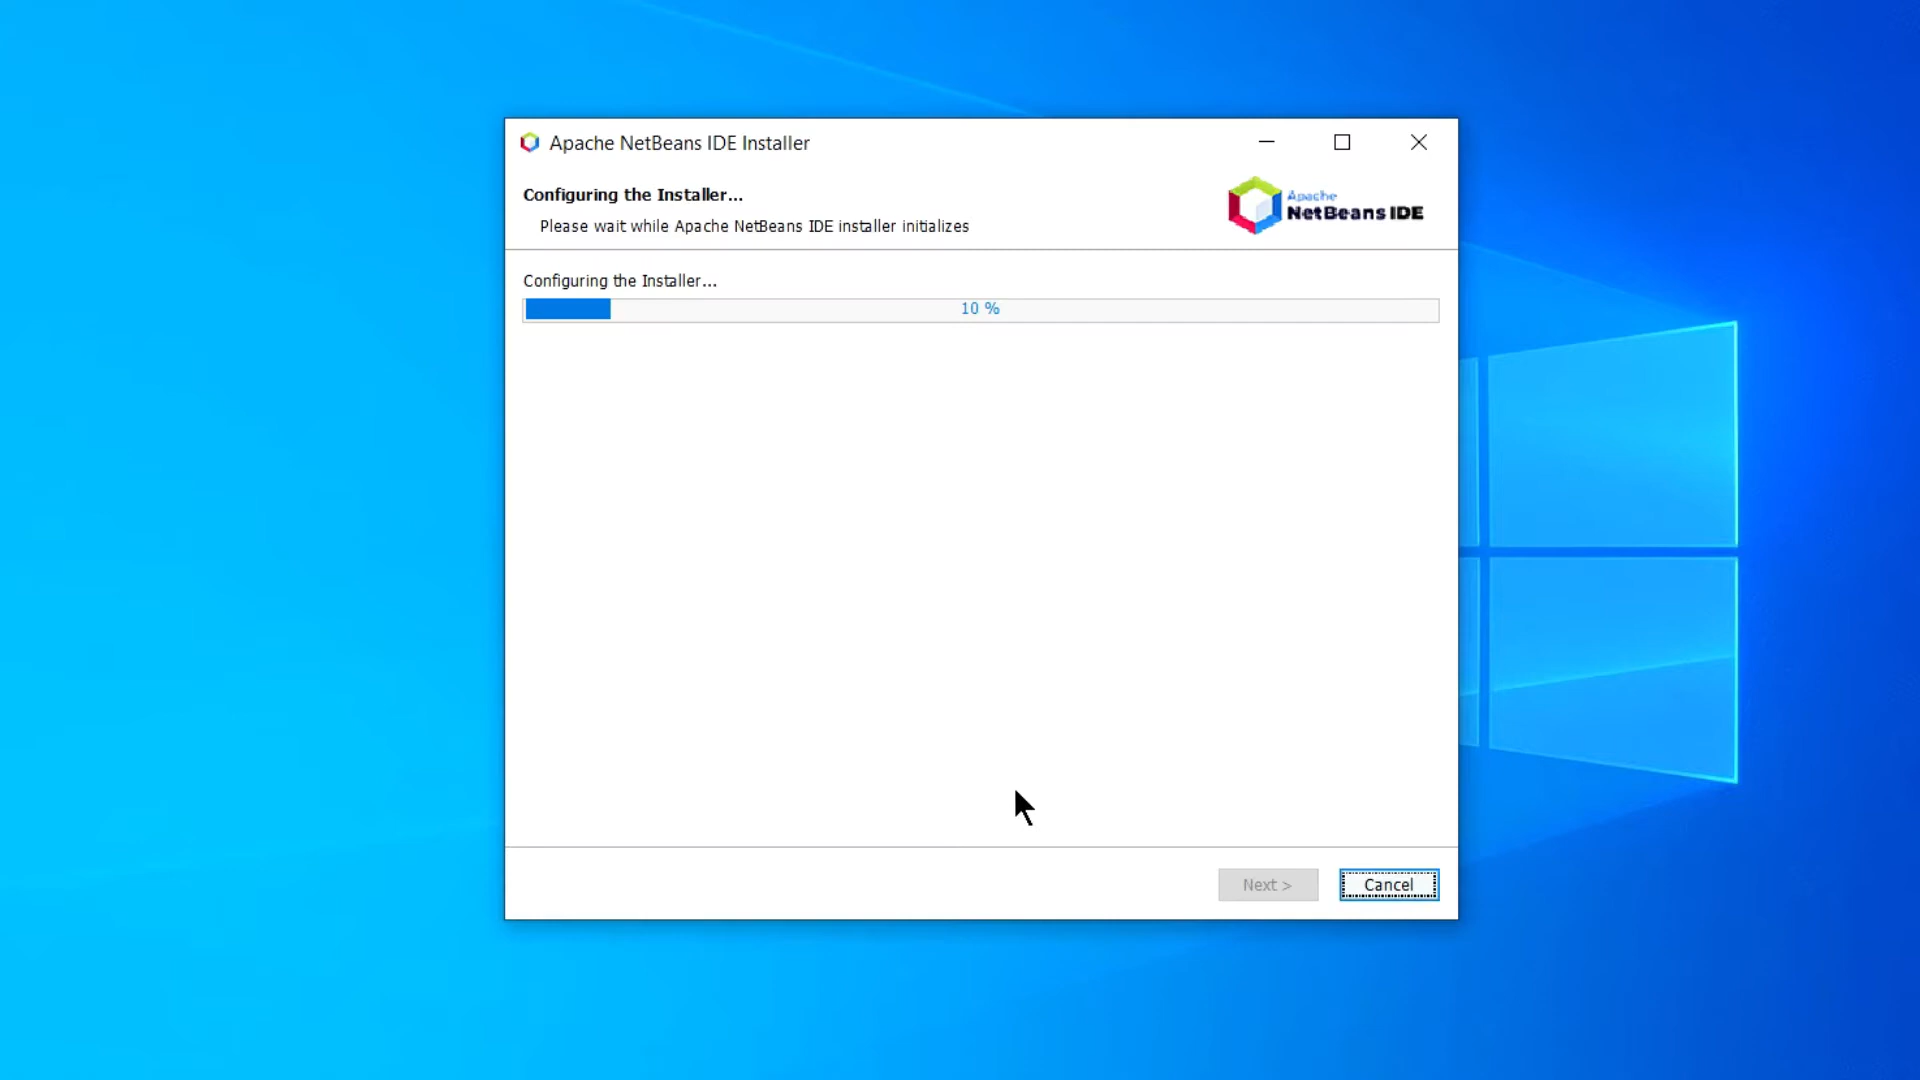 Apache NetBeans IDE Installer
Configuring the Installer...
Please wait while Apache NetBeans IDE installer initializes
Apache
NetBeans IDE
Configuring the Installer...
10 %
Next >
Cancel